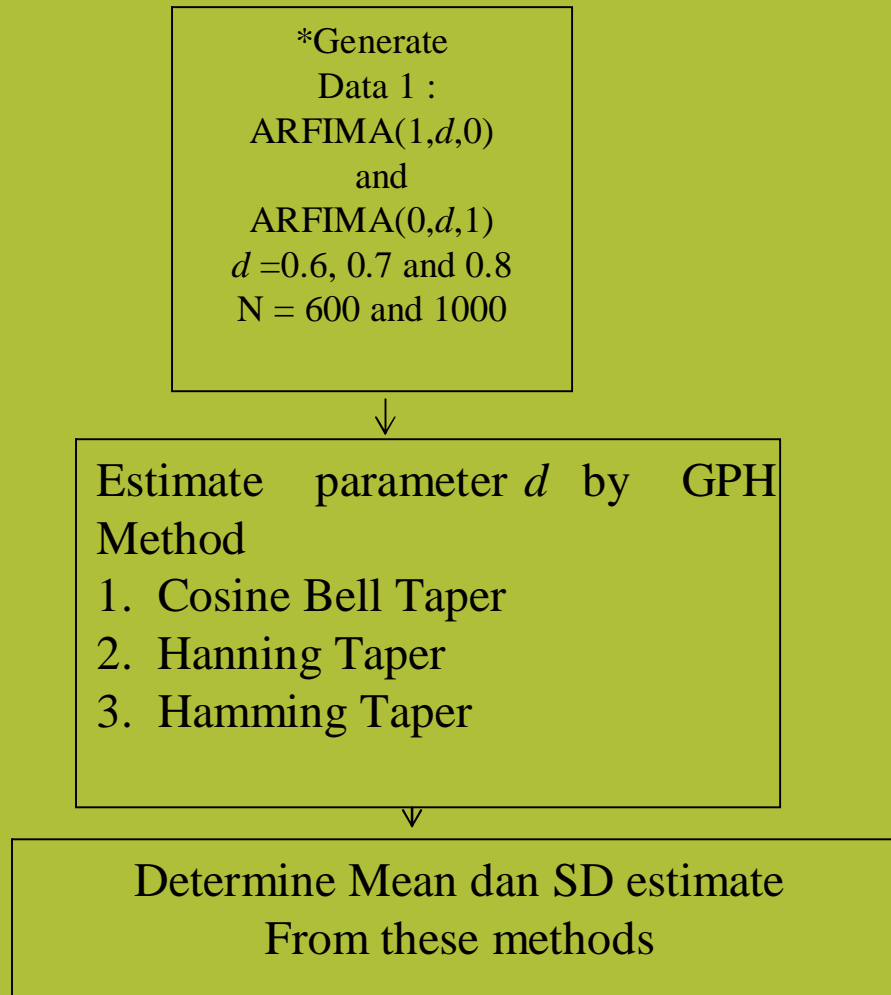 *Generate
Data 1 :
ARFIMA(1,d,0)
and
ARFIMA(0,d,1)
d =0.6, 0.7 and 0.8
N = 600 and 1000
Estimate parameter d by GPH
Method
1. Cosine Bell Taper
2. Hanning Taper
3. Hamming Taper
Determine Mean dan SD estimate
From these methods